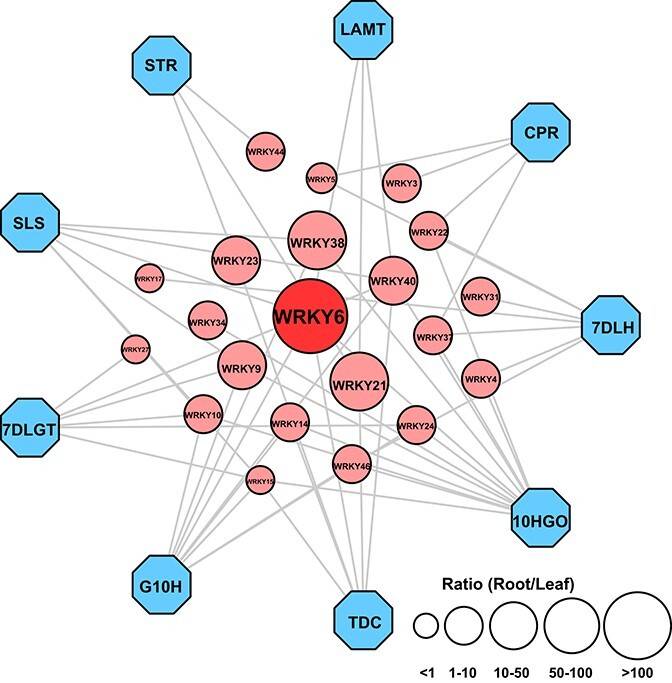 LAMT
STR
CPR
WRKY44
WRKY5
WRKY3
SLS
WRKY22
WRKY38
WRKY23
WRKY17
WRKY40
WRKY31
WRKY6
WRKY34
7DLH
WRKY37
WRKY27
WRKY9
WRKY21
WRKY4
WRKY10
WRKY14
WRKY24
7DLGT
WRKY46
WRKY15
10HGO
G10H
TDC
Ratio (Root/Leaf)
<1 1-10 10-50 50-100 >100